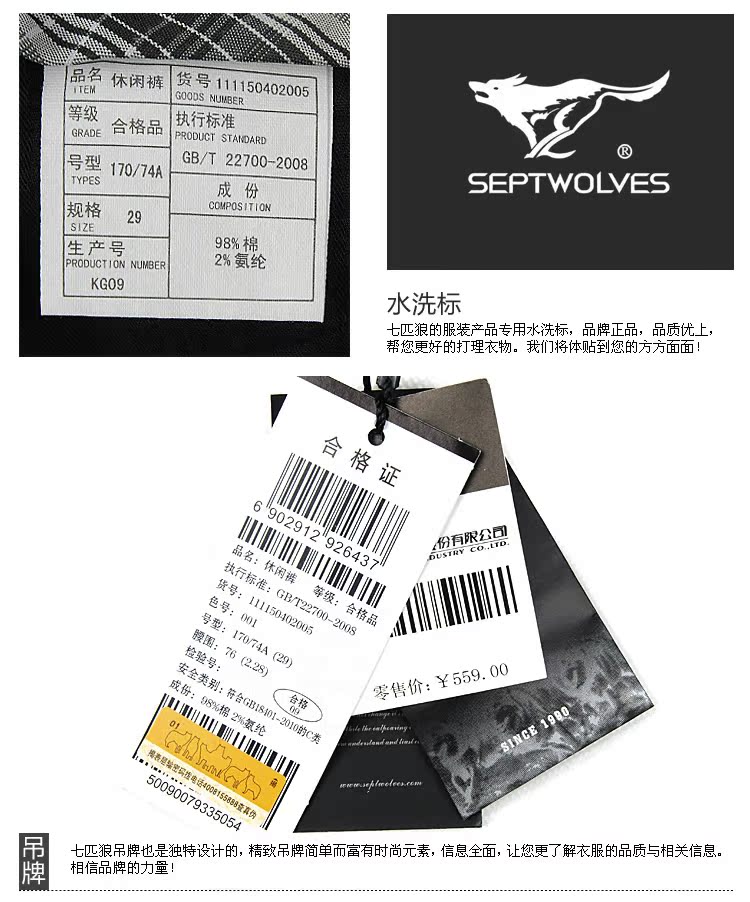 品名 休闲裤 货号 111150402005
ITEM GOODS NUMBER
等级 合格品 执行标准
GRADE PRODUCT STANDARD
GB/T 22700-2008
号型 170/74A
TYPES
成份
COMPOSITION
规格 29
SIZE
98%棉
2%氨纶
生产号
PRODUCTION NUMBER
KG09
®
SEPTWOLVES
水洗标
七匹狼的服装产品专用水洗标，品牌正品，品质优上，
帮您更好的打理衣物。我们将体贴到您的方方面面！
合格证
6 902912 926437
品名：休闲裤 等级：合格品
执行标准：GB/T22700-2008
货号：111150402005
色号：001
号型：170/74A (29)
腰围：76 (2.28)
检验号：
合格
09
安全类别：符合GB18401-2010的C类
成份：98%棉 2%氨纶
01
50090079335054
份有限公司
DUSTRY CO.,LTD.
零售价：￥559.00
SINCE 1980
www.septwolves.com
吊牌
七匹狼吊牌也是独特设计的，精致吊牌简单而富有时尚元素，信息全面，让您更了解衣服的品质与相关信息。
相信品牌的力量！